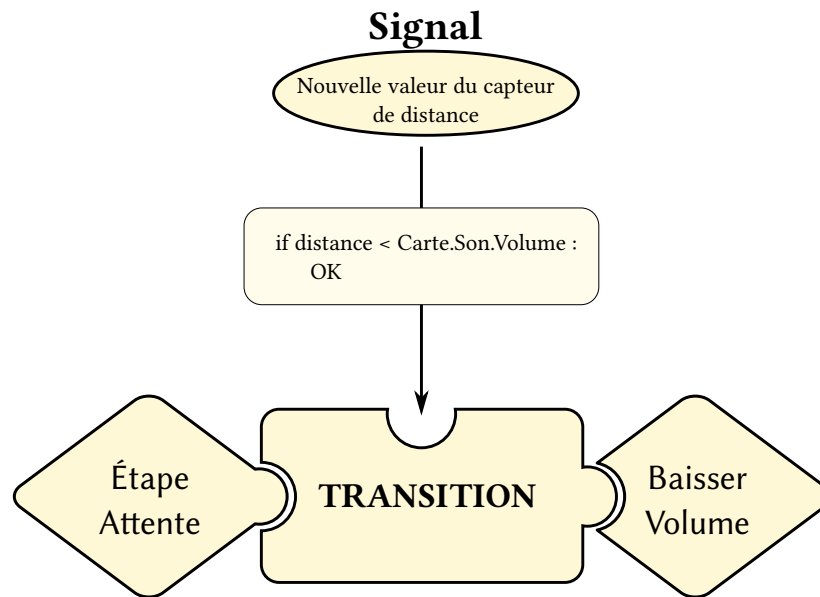 Signal
Nouvelle valeur du capteur
de distance
if distance < Carte.Son.Volume :
OK
Étape
Attente
TRANSITION
Baisser
Volume